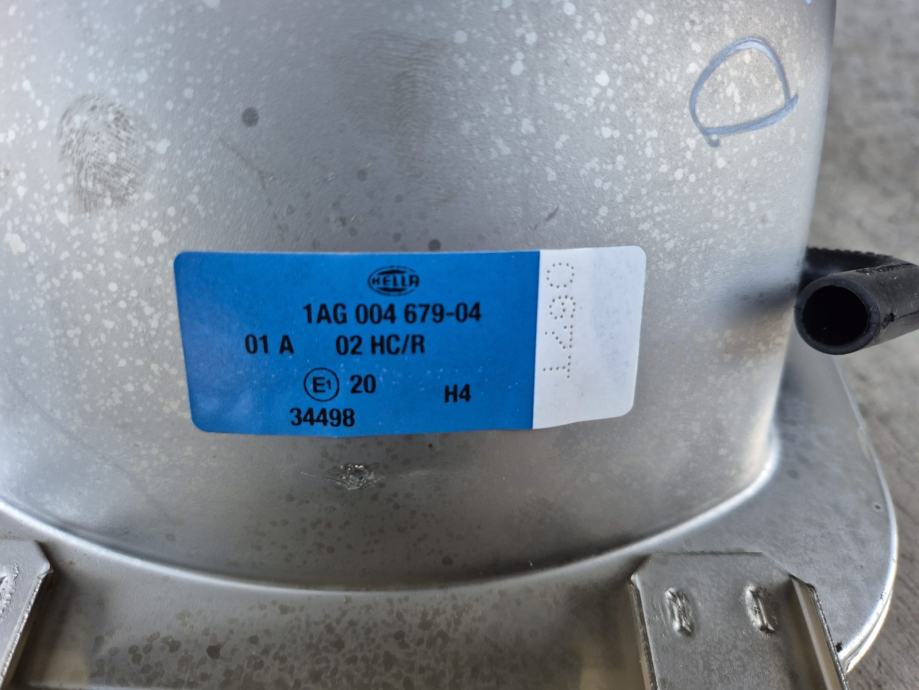 HELLA
1AG 004 679-04
01 A 02 HC/R
E1 20 H4
34498